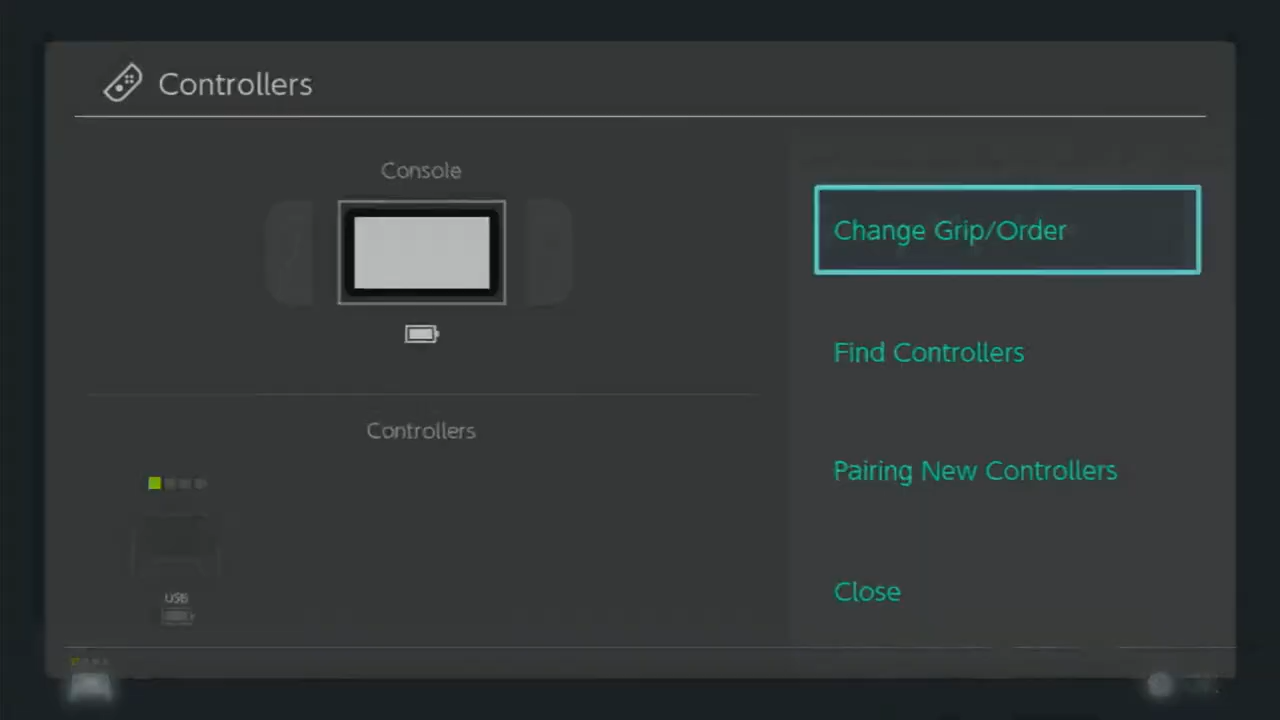 Controllers
Console
Change Grip/Order
Find Controllers
Controllers
Pairing New Controllers
Close
USB